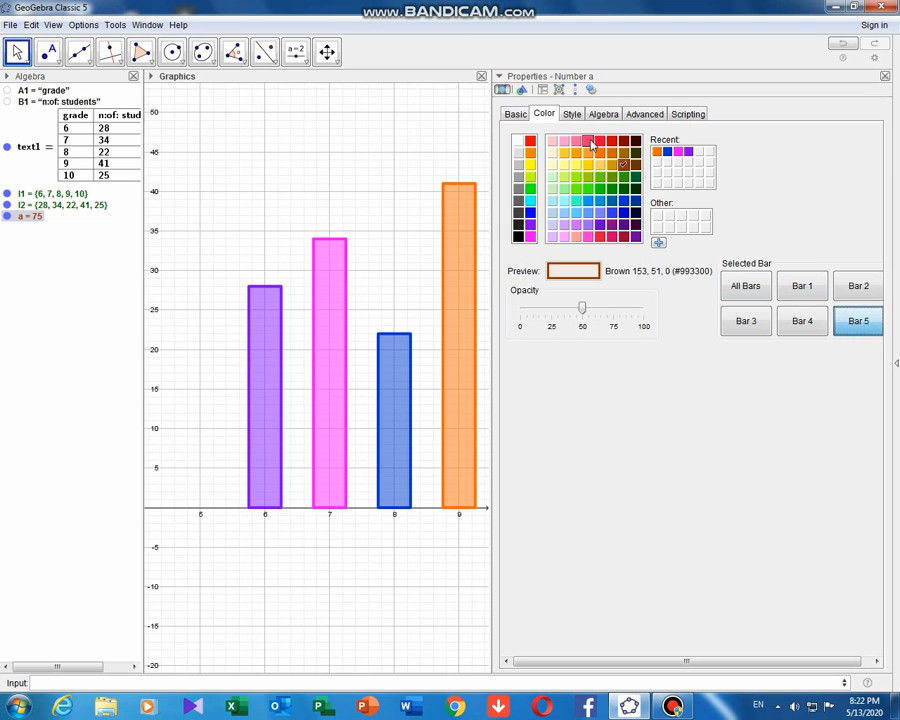 GeoGebra Classic 5
www.BANDICAM.com
File Edit View Options Tools Window Help
Sign in
a=2
Algebra
Graphics
Properties - Number a
A1 = “grade”
B1 = “n:of: students”
text1 =
grade n:of: stud
6 28
7 34
8 22
9 41
10 25
l1 = {6, 7, 8, 9, 10}
l2 = {28, 34, 22, 41, 25}
a = 75
50
45
40
35
30
25
20
15
10
5
5 6 7 8 9
-5
-10
-15
-20
Basic Color Style Algebra Advanced Scripting
Recent:
Other:
Preview: Brown 153, 51, 0 (#993300)
Opacity
0 25 50 75 100
Selected Bar
All Bars Bar 1 Bar 2
Bar 3 Bar 4 Bar 5
Input:
EN
8:22 PM
5/13/2020